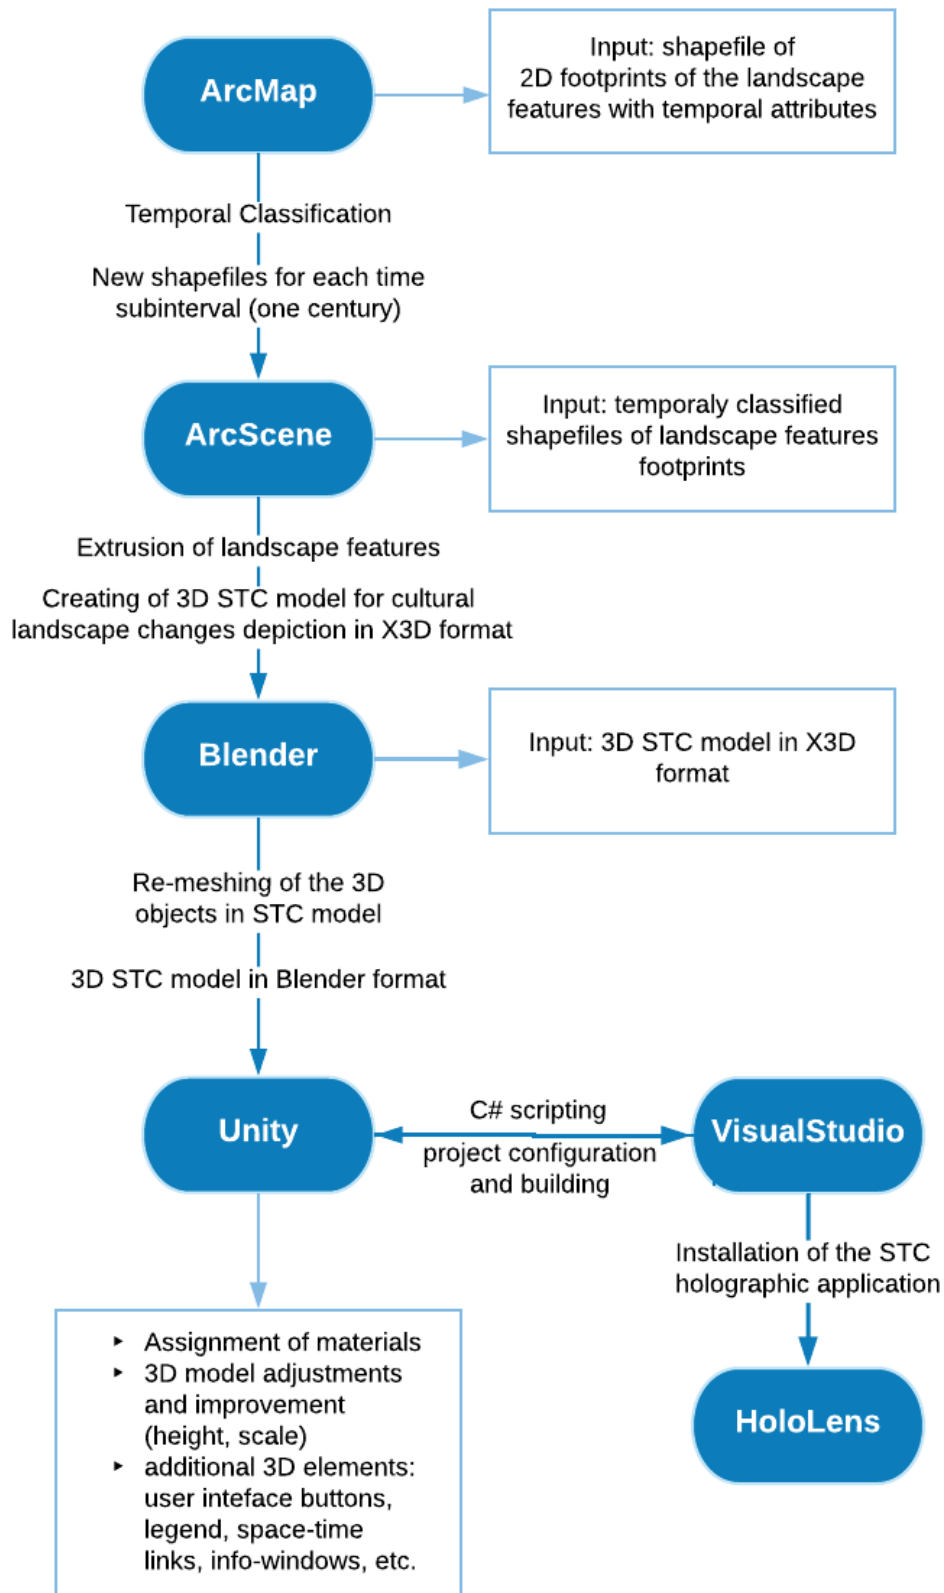 ArcMap
Input: shapefile of
2D footprints of the landscape
features with temporal attributes
Temporal Classification
New shapefiles for each time
subinterval (one century)
ArcScene
Input: temporaly classified
shapefiles of landscape features
footprints
Extrusion of landscape features
Creating of 3D STC model for cultural
landscape changes depiction in X3D format
Blender
Input: 3D STC model in X3D
format
Re-meshing of the 3D
objects in STC model
3D STC model in Blender format
Unity
C# scripting
project configuration
and building
VisualStudio
Installation of the STC
holographic application
HoloLens
‣ Assignment of materials
‣ 3D model adjustments
and improvement
(height, scale)
‣ additional 3D elements:
user inteface buttons,
legend, space-time
links, info-windows, etc.